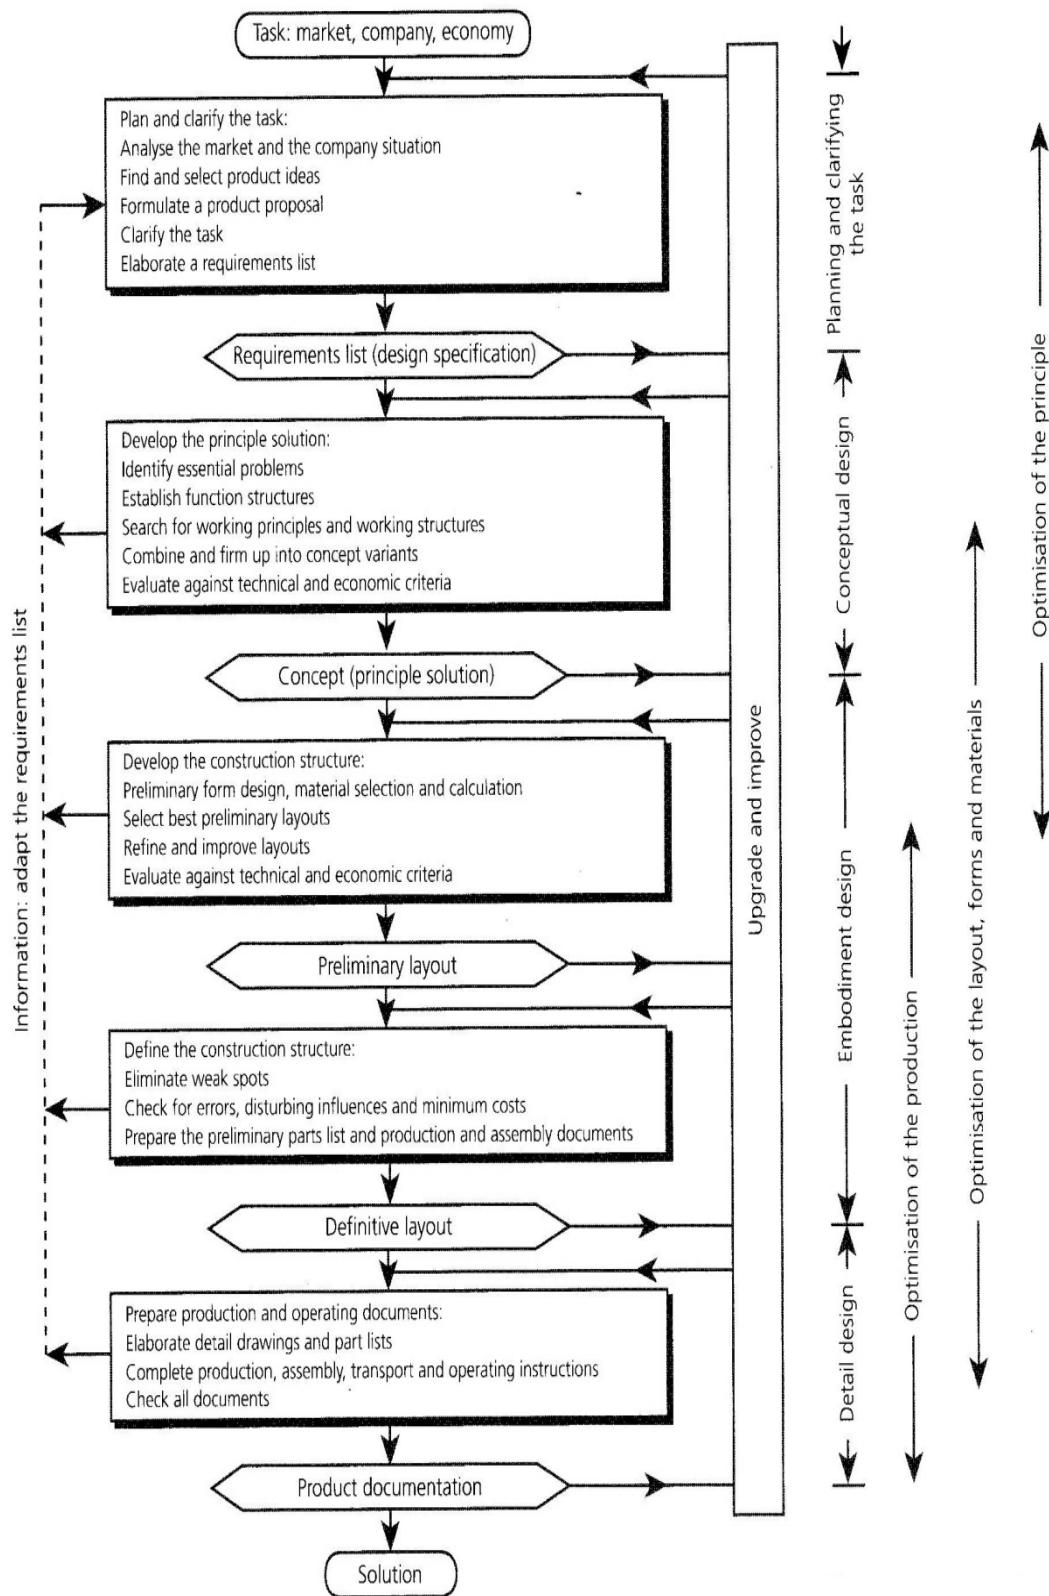 Task: market, company, economy
Plan and clarify the task:
Analyse the market and the company situation
Find and select product ideas
Formulate a product proposal
Clarify the task
Elaborate a requirements list
Requirements list (design specification)
Develop the principle solution:
Identify essential problems
Establish function structures
Search for working principles and working structures
Combine and firm up into concept variants
Evaluate against technical and economic criteria
Concept (principle solution)
Develop the construction structure:
Preliminary form design, material selection and calculation
Select best preliminary layouts
Refine and improve layouts
Evaluate against technical and economic criteria
Preliminary layout
Define the construction structure:
Eliminate weak spots
Check for errors, disturbing influences and minimum costs
Prepare the preliminary parts list and production and assembly documents
Definitive layout
Prepare production and operating documents:
Elaborate detail drawings and part lists
Complete production, assembly, transport and operating instructions
Check all documents
Product documentation
Solution
Information: adapt the requirements list
Upgrade and improve
Planning and clarifying
the task
Conceptual design
Embodiment design
Detail design
Optimisation of the production
Optimisation of the layout, forms and materials
Optimisation of the principle